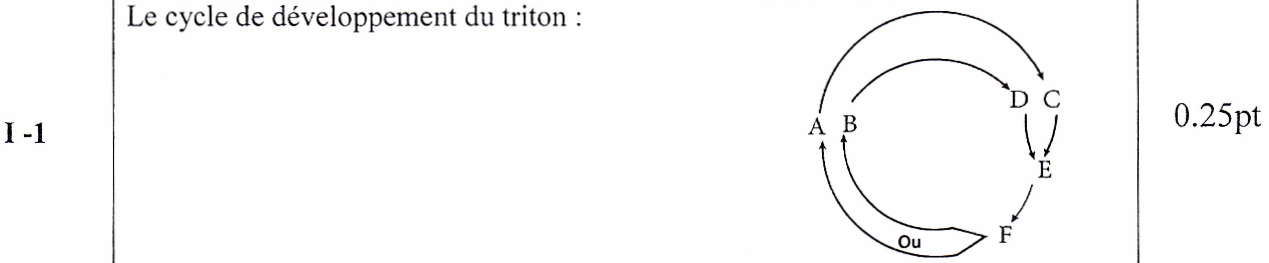 Le cycle de développement du triton :
I -1
A B
D C
E
F
Ou
0.25pt